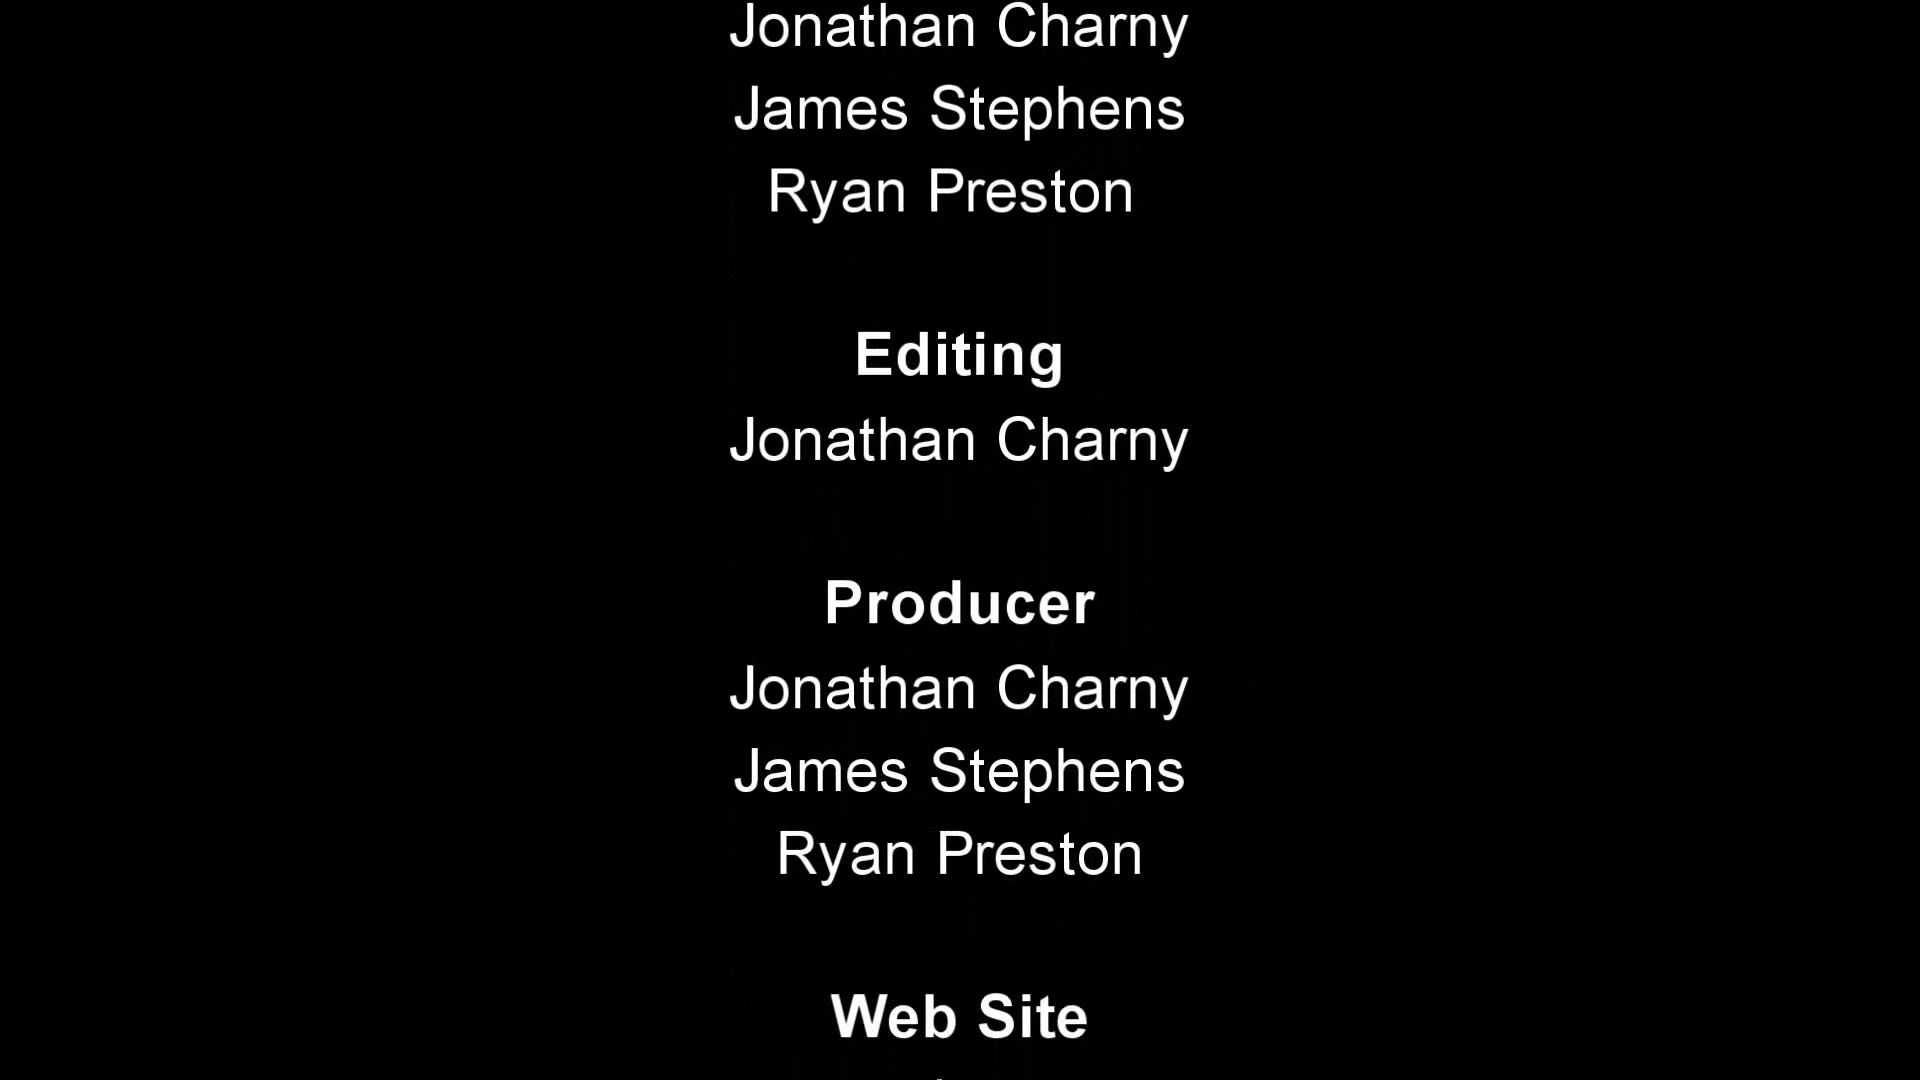 Jonathan Charny
James Stephens
Ryan Preston
Editing
Jonathan Charny
Producer
Jonathan Charny
James Stephens
Ryan Preston
Web Site